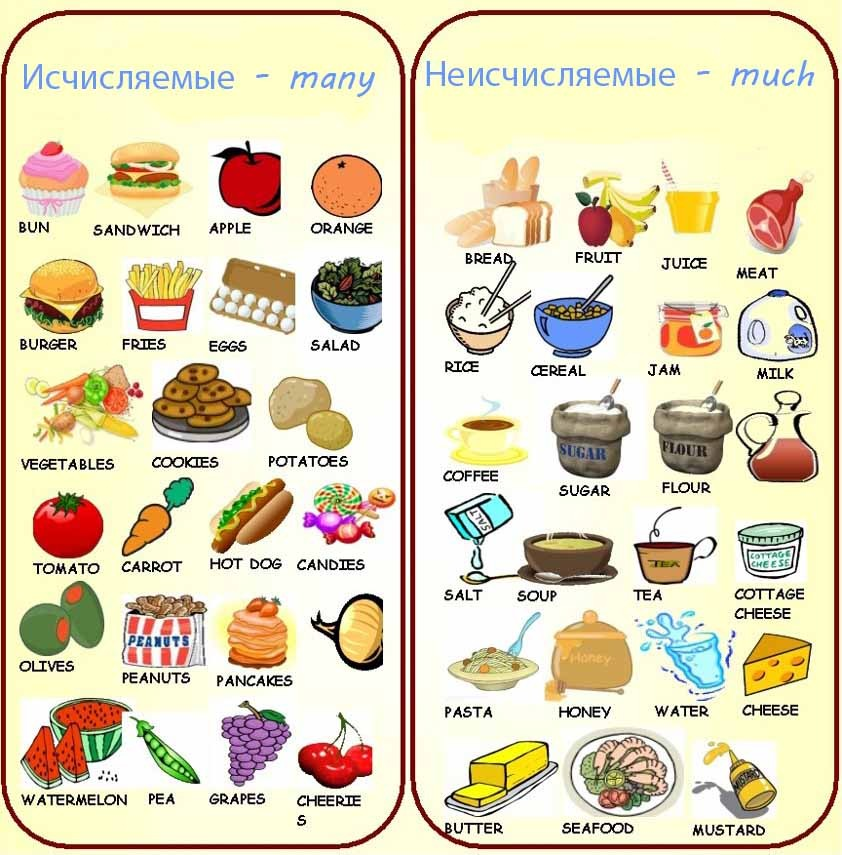 Исчисляемые - many
BUN SANDWICH APPLE ORANGE
BURGER FRIES EGGS SALAD
VEGETABLES COOKIES POTATOES
TOMATO CARROT HOT DOG CANDIES
OLIVES PEANUTS PEANUTS PANCAKES
WATERMELON PEA GRAPES CHEERIE
S
Неисчисляемые - much
BREAD FRUIT JUICE MEAT
RICE CEREAL JAM MILK
SUGAR FLOUR
COFFEE SUGAR FLOUR
SALT
TEA
COTTAGE
CHEESE
SALT SOUP TEA COTTAGE
CHEESE
Honey
PASTA HONEY WATER CHEESE
MUSTARD
BUTTER SEAFOOD MUSTARD